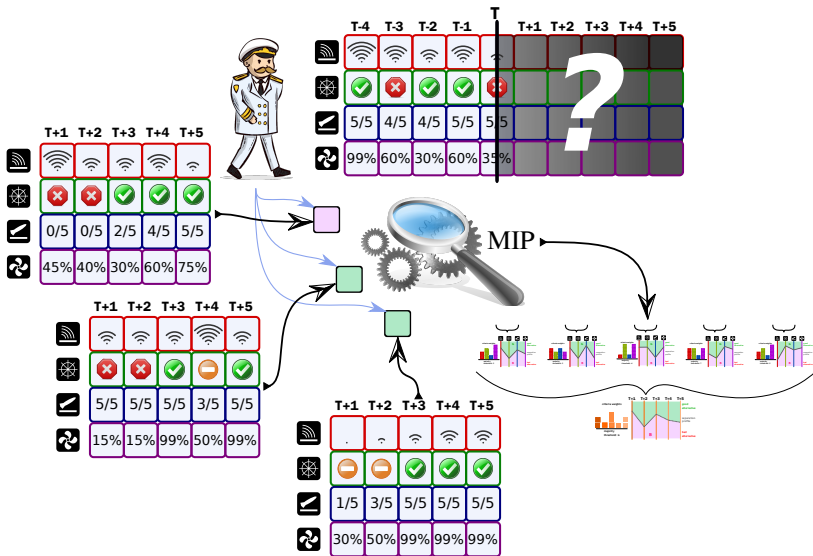 T
T-4 T-3 T-2 T-1 T+1 T+2 T+3 T+4 T+5
5/5 4/5 4/5 5/5 5/5
99% 60% 30% 60% 35%
?
T+1 T+2 T+3 T+4 T+5
0/5 0/5 2/5 4/5 5/5
45% 40% 30% 60% 75%
MIP
T+1 T+2 T+3 T+4 T+5
5/5 5/5 5/5 3/5 5/5
15% 15% 99% 50% 99%
T+1 T+2 T+3 T+4 T+5
1/5 3/5 5/5 5/5 5/5
30% 50% 99% 99% 99%